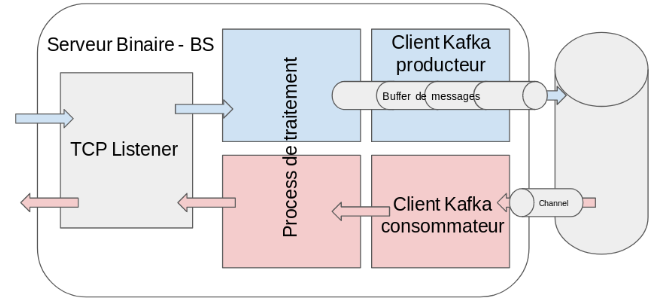 Serveur Binaire - BS
TCP Listener
Process de traitement
Client Kafka
producteur
Buffer de messages
Client Kafka
consommateur
Channel